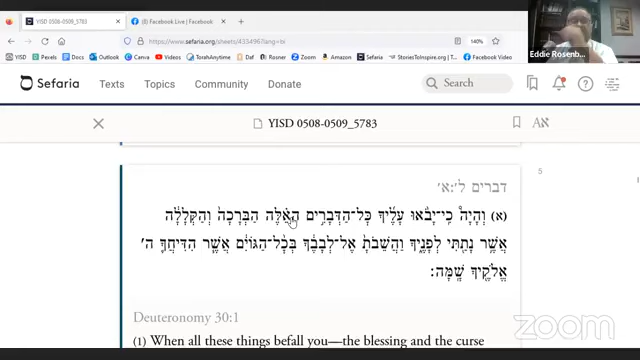 YISD 0508-0509_5783
(8) Facebook Live | Facebook
https://www.sefaria.org/sheets/433496?lang=bi
140%
YISD
Pevels
Docs
Outlook
Canva
YTorah
TorahAnytime
Daf
Rosner
Zoom
Amazon
Sefaria
StoriesToInspire.org |...
Facebook Video
Eddie Rosenb...
Sefaria
Texts
Topics
Community
Donate
Search
YISD 0508-0509_5783
5
דברים ל׳:א׳
(א) וְהָיָה֩ כִֽי־יָבֹ֨אוּ עָלֶ֜יךָ כׇּל־הַדְּבָרִ֣ים הָאֵ֗לֶּה הַבְּרָכָה֙ וְהַקְּלָלָ֔ה
אֲשֶׁ֥ר נָתַ֖תִּי לְפָנֶ֑יךָ וַהֲשֵׁבֹתָ֙ אֶל־לְבָבֶ֔ךָ בְּכׇ֨ל־הַגּוֹיִ֔ם אֲשֶׁ֧ר הִדִּיחֲךָ֛ ה׳
אֱלֹקֶ֖יךָ שָֽׁמָּה׃
Deuteronomy 30:1
(1) When all these things befall you—the blessing and the curse
zoom